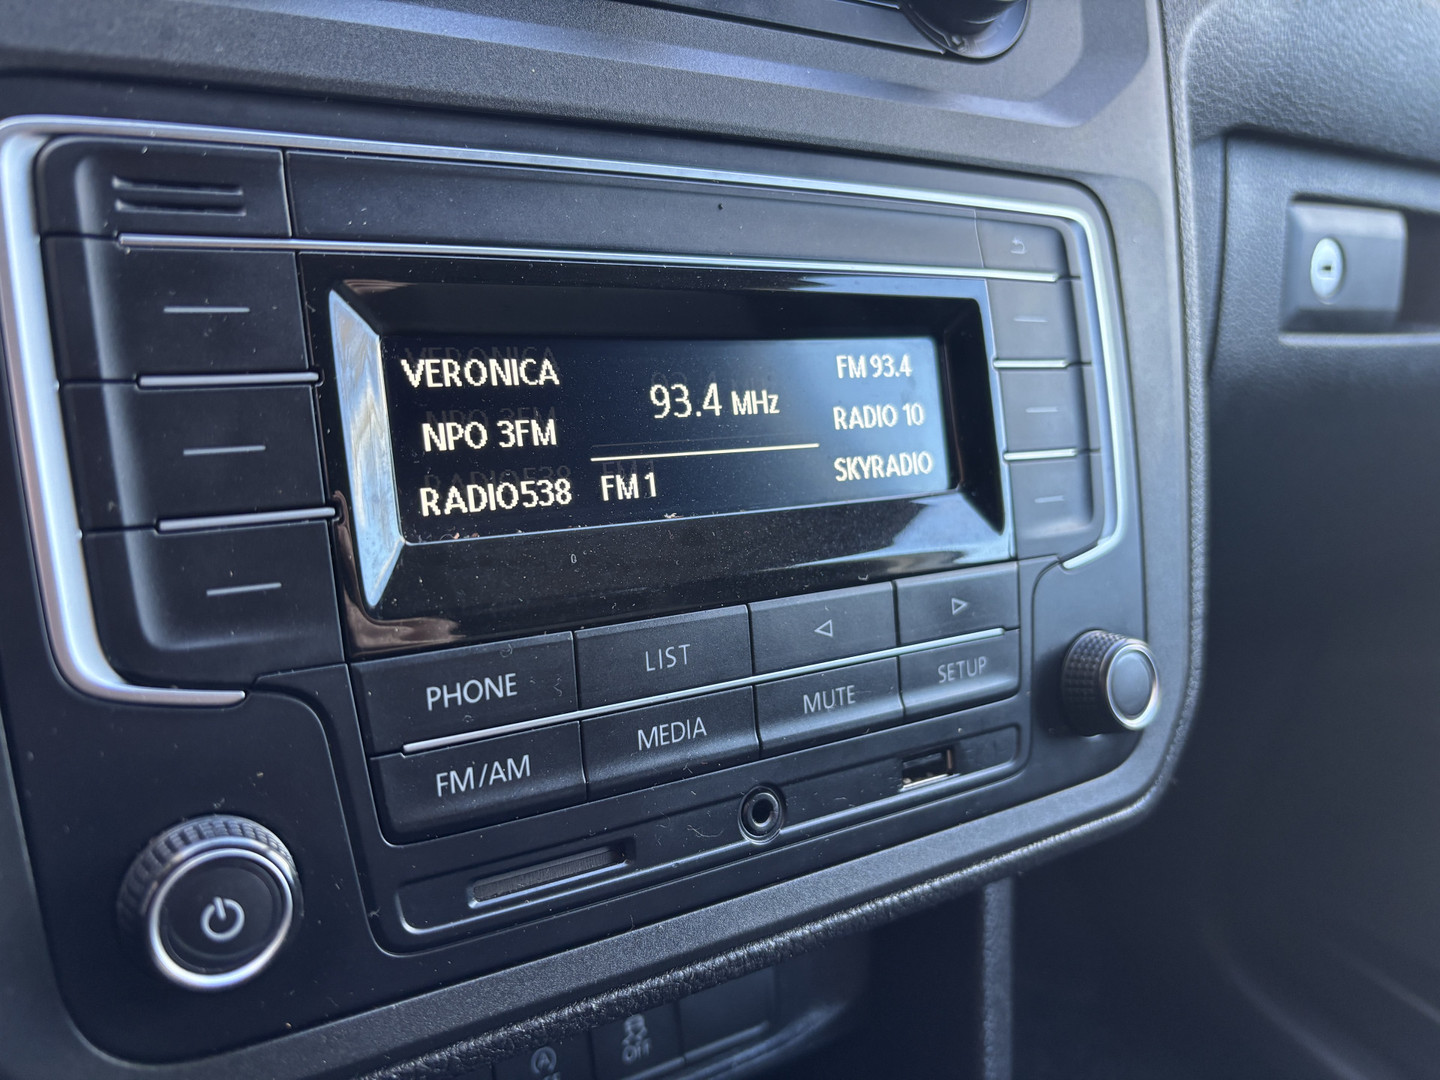 VERONICA
93.4 MHz
FM 93.4
NPO 3FM
RADIO 10
RADIO538
FM 1
SKYRADIO
PHONE
LIST
FM/AM
MEDIA
MUTE
SETUP
OFF